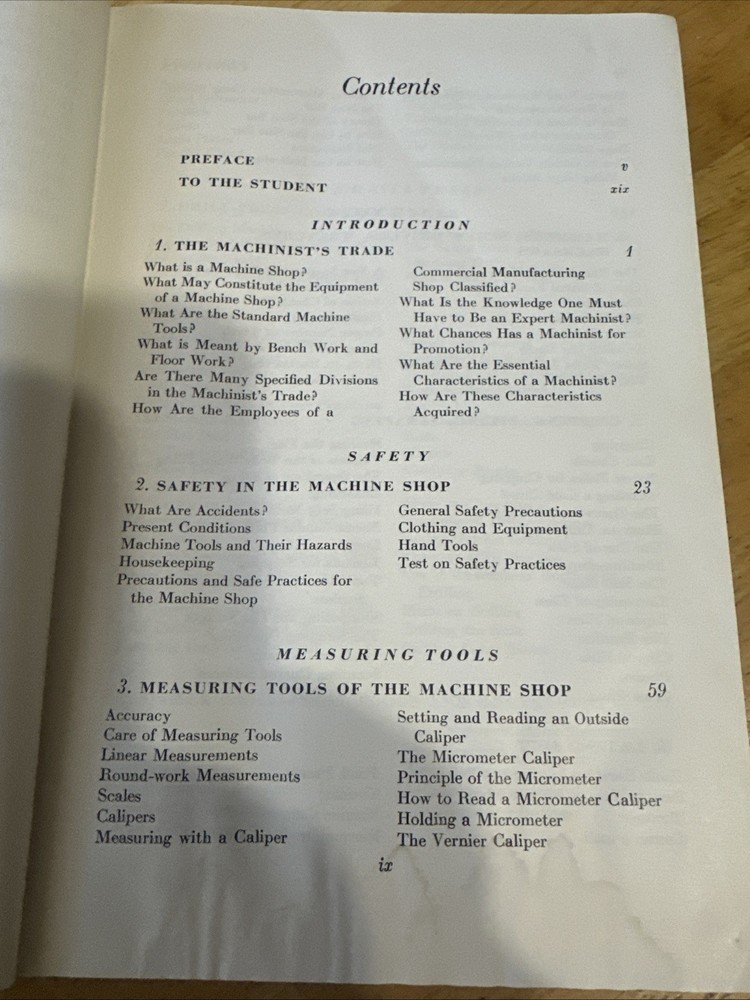 Contents
PREFACE v
TO THE STUDENT xix
INTRODUCTION
1. THE MACHINIST'S TRADE 1
What is a Machine Shop?
What May Constitute the Equipment
of a Machine Shop?
What Are the Standard Machine
Tools?
What is Meant by Bench Work and
Floor Work?
Are There Many Specified Divisions
in the Machinist's Trade?
How Are the Employees of a
Commercial Manufacturing
Shop Classified?
What Is the Knowledge One Must
Have to Be an Expert Machinist?
What Chances Has a Machinist for
Promotion?
What Are the Essential
Characteristics of a Machinist?
How Are These Characteristics
Acquired?
SAFETY
2. SAFETY IN THE MACHINE SHOP 23
What Are Accidents?
Present Conditions
Machine Tools and Their Hazards
Housekeeping
Precautions and Safe Practices for
the Machine Shop
General Safety Precautions
Clothing and Equipment
Hand Tools
Test on Safety Practices
MEASURING TOOLS
3. MEASURING TOOLS OF THE MACHINE SHOP 59
Accuracy
Care of Measuring Tools
Linear Measurements
Round-work Measurements
Scales
Calipers
Measuring with a Caliper
Setting and Reading an Outside
Caliper
The Micrometer Caliper
Principle of the Micrometer
How to Read a Micrometer Caliper
Holding a Micrometer
The Vernier Caliper
ix